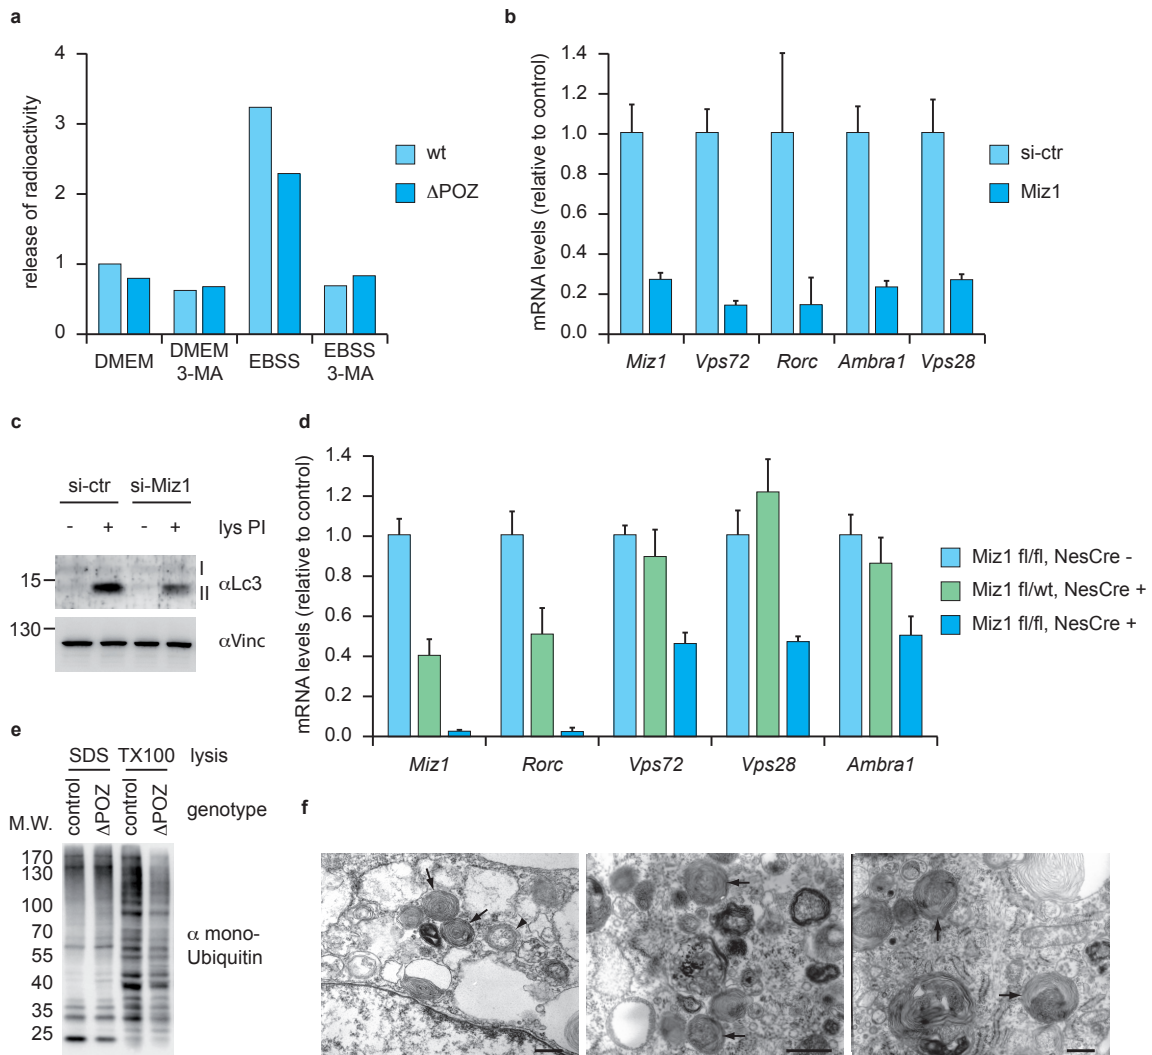 a
4
3
2
1
0
release of radioactivity
DMEM
DMEM
3-MA
EBSS
EBSS
3-MA
wt
ΔPOZ
b
1.4
1.2
1.0
0.8
0.6
0.4
0.2
0.0
mRNA levels (relative to control)
Miz1 Vps72 Rorc Ambra1 Vps28
si-ctr
Miz1
c
si-ctr si-Miz1
- + - + lys PI
15
I
II
αLc3
130
αVinc
d
1.4
1.2
1.0
0.8
0.6
0.4
0.2
0.0
mRNA levels (relative to control)
Miz1 Rorc Vps72 Vps28 Ambra1
Miz1 fl/fl, NesCre -
Miz1 fl/wt, NesCre +
Miz1 fl/fl, NesCre +
e
SDS TX100 lysis
control ΔPOZ control ΔPOZ genotype
M.W.
170
130
100
70
55
40
35
25
α mono-
Ubiquitin
f